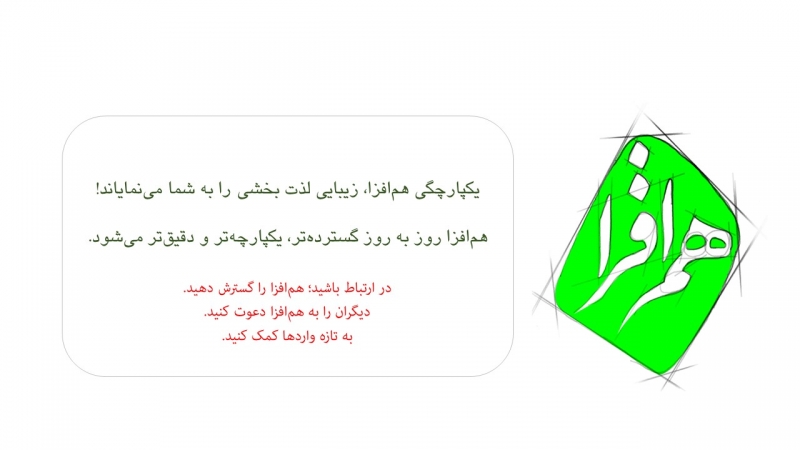 یکپارچگی هم‌افزا، زیبایی لذت بخشی را به شما می‌نمایاند!
هم‌افزا روز به روز گسترده‌تر، یکپارچه‌تر و دقیق‌تر می‌شود.
در ارتباط باشید؛ هم‌افزا را گسترش دهید.
دیگران را به هم‌افزا دعوت کنید.
به تازه واردها کمک کنید.
هم‌افزا